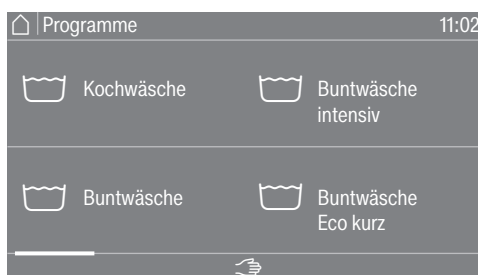 Programme 11:02
Kochwäsche
Buntwäsche
intensiv
Buntwäsche
Buntwäsche
Eco kurz